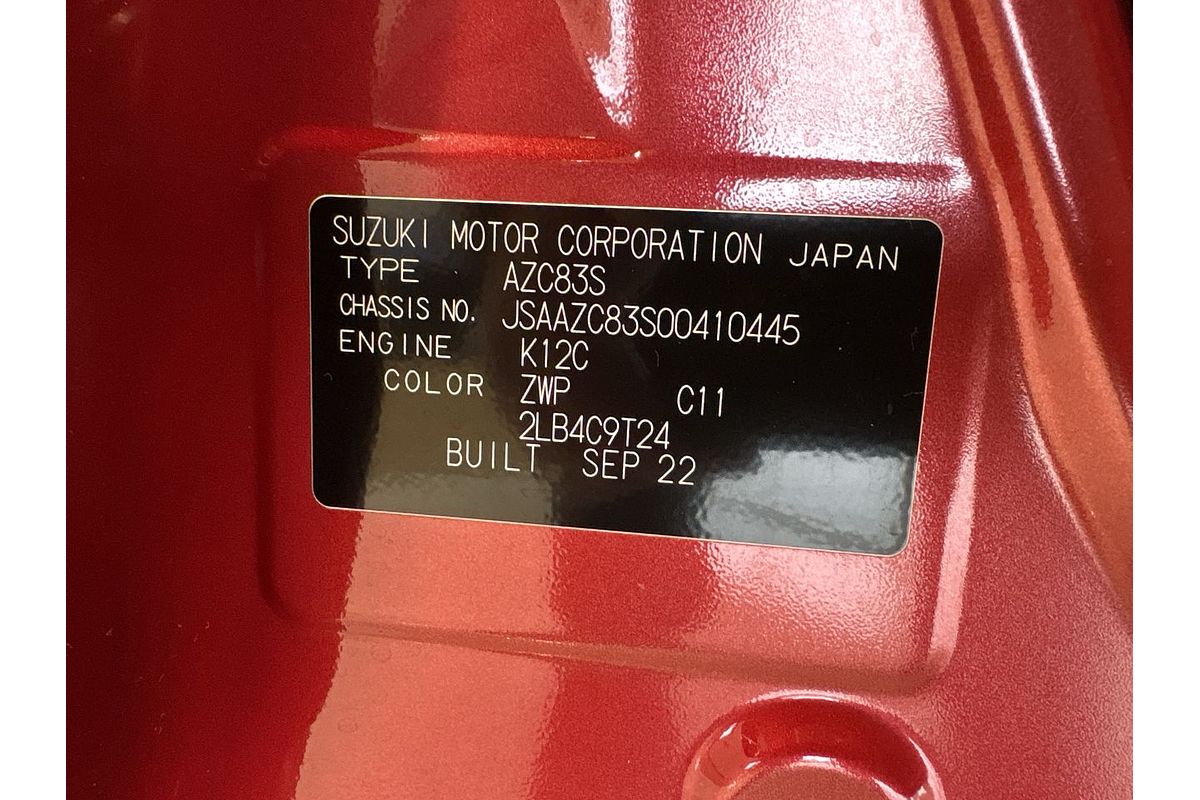 SUZUKI MOTOR CORPORATION JAPAN
TYPE AZC83S
CHASSIS NO. JSAAZC83S00410445
ENGINE K12C
COLOR ZWP C11
2LB4C9T24
BUILT SEP 22